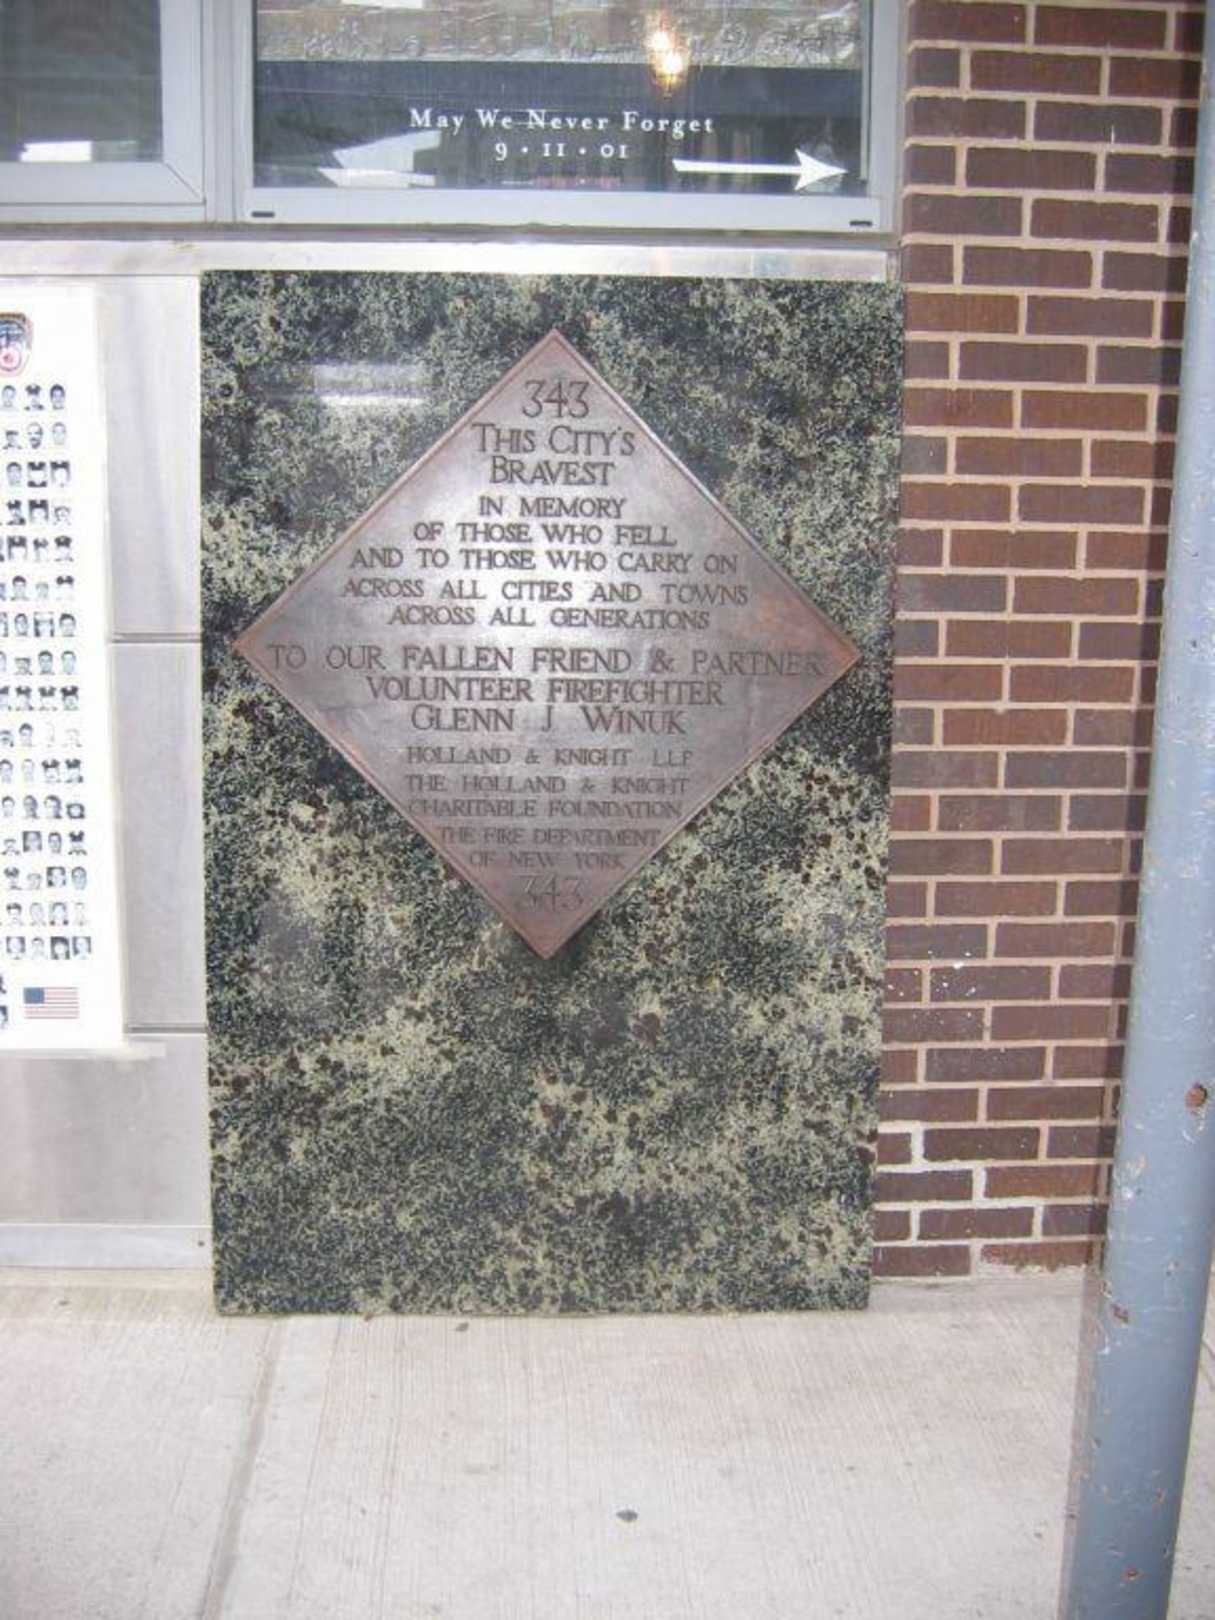 May We Never Forget
9 • 11 • 01
343
THIS CITY'S
BRAVEST
IN MEMORY
OF THOSE WHO FELL
AND TO THOSE WHO CARRY ON
ACROSS ALL CITIES AND TOWNS
ACROSS ALL GENERATIONS
TO OUR FALLEN FRIEND & PARTNER
VOLUNTEER FIREFIGHTER
GLENN J WINUK
HOLLAND & KNIGHT LLP
THE HOLLAND & KNIGHT
CHARITABLE FOUNDATION
THE FIRE DEPARTMENT
OF NEW YORK
343